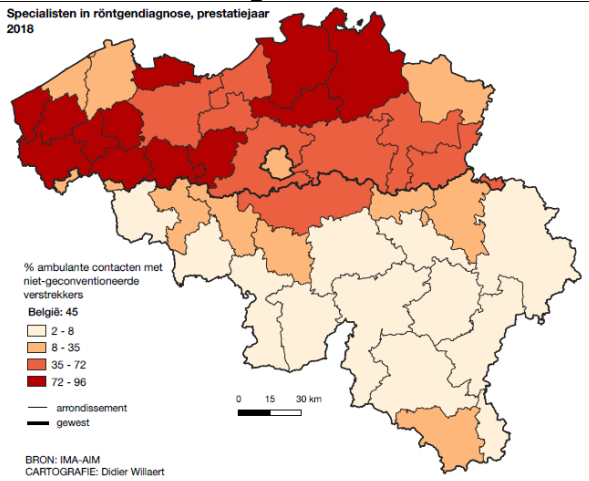 Specialisten in röntgendiagnose, prestatiejaar
2018
% ambulante contacten met
niet-geconventioneerde
verstrekkers
België: 45
2 - 8
8 - 35
35 - 72
72 - 96
arrondissement
gewest
0 15 30 km
BRON: IMA-AIM
CARTOGRAFIE: Didier Willaert